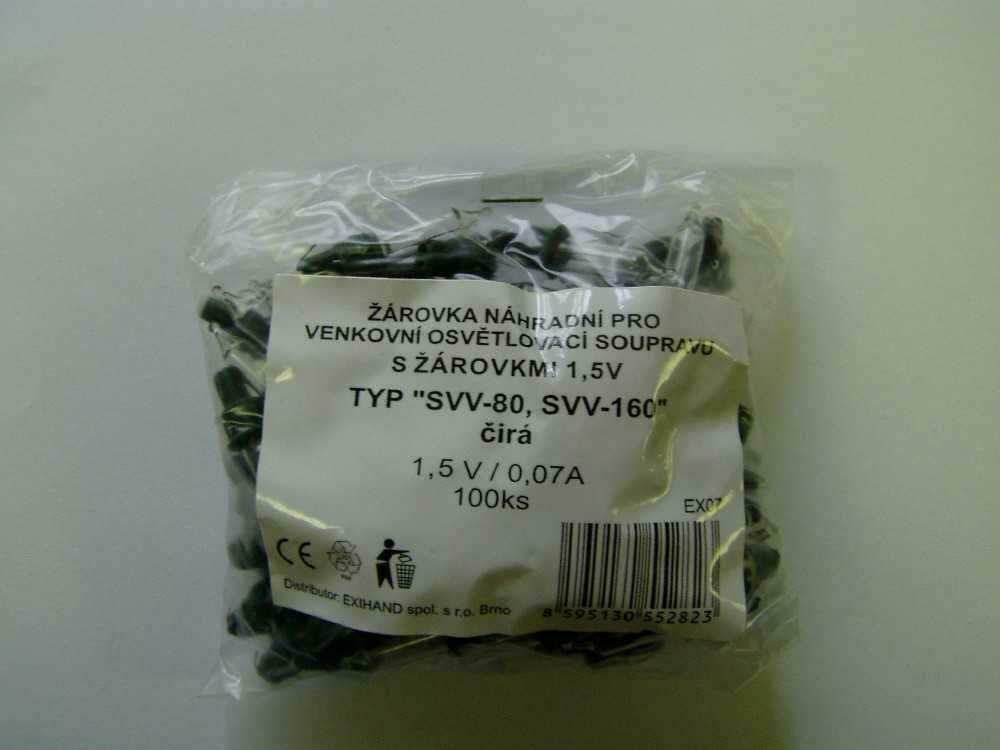 ŽÁROVKA NÁHRADNÍ PRO
VENKOVNÍ OSVĚTLOVACÍ SOUPRAVU
S ŽÁROVKMI 1,5V
TYP "SVV-80, SVV-160"
čirá
1,5 V / 0,07A
100ks
EX07
CE
Distributor: EXIHAND spol. s r.o. Brno
8 595130 552823